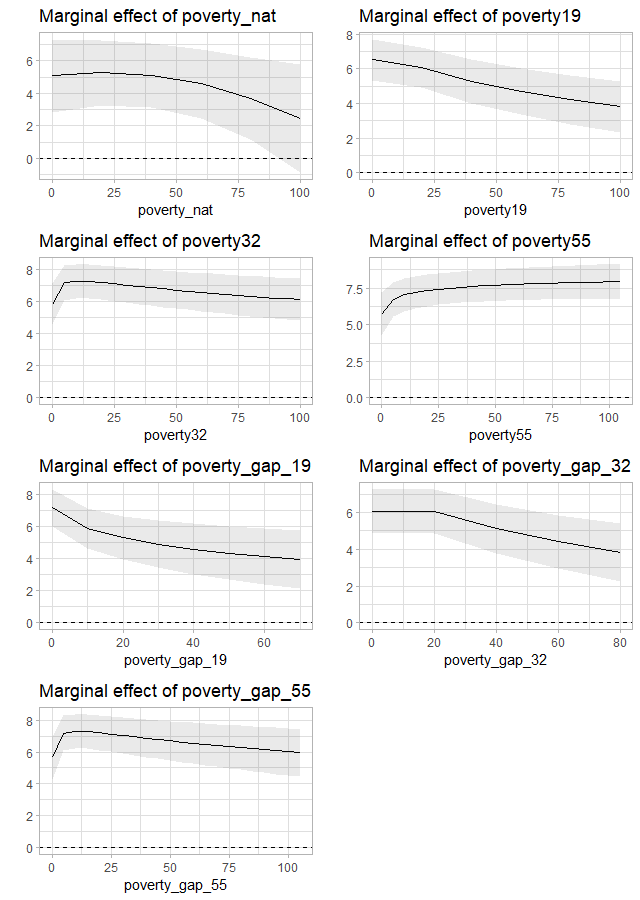 Marginal effect of poverty_nat
6
4
2
0
0 25 50 75 100
poverty_nat
Marginal effect of poverty19
8
6
4
2
0
0 25 50 75 100
poverty19
Marginal effect of poverty32
8
6
4
2
0
0 25 50 75 100
poverty32
Marginal effect of poverty55
7.5
5.0
2.5
0.0
0 25 50 75 100
poverty55
Marginal effect of poverty_gap_19
8
6
4
2
0
0 20 40 60
poverty_gap_19
Marginal effect of poverty_gap_32
6
4
2
0
0 20 40 60 80
poverty_gap_32
Marginal effect of poverty_gap_55
8
6
4
2
0
0 25 50 75 100
poverty_gap_55